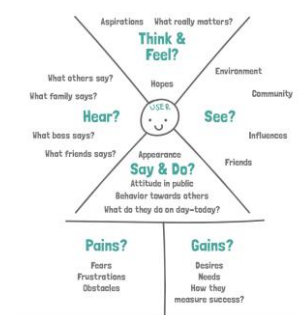 Aspirations What really matters?
Think &
Feel?
Hopes
What others say?
What family says?
Hear?
What boss says?
What friends says?
USER
Environment
Community
See?
Influences
Friends
Appearance
Say & Do?
Attitude in public
Behavior towards others
What do they do on day-today?
Pains?
Fears
Frustrations
Obstacles
Gains?
Desires
Needs
How they
measure success?